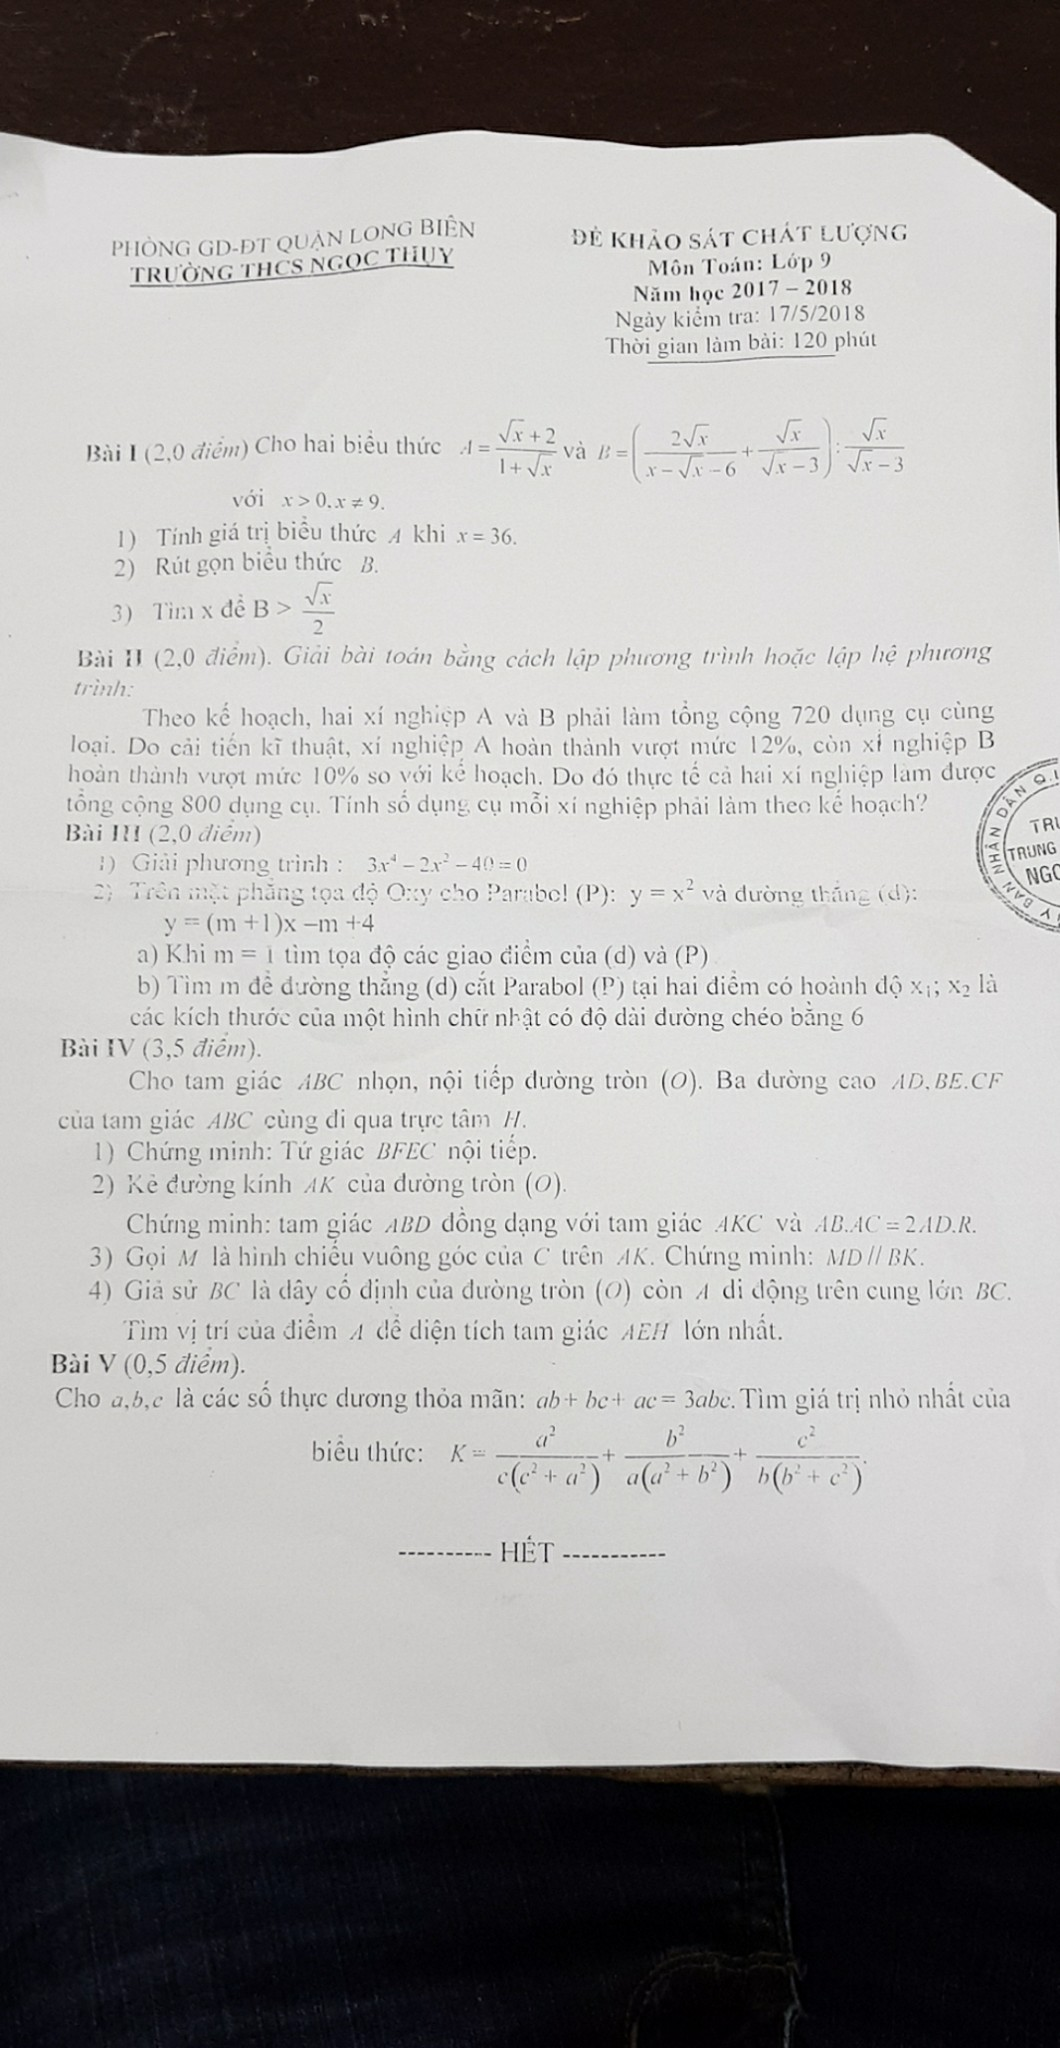 PHÒNG GD-ĐT QUẬN LONG BIÊN
TRƯỜNG THCS NGỌC THỤY
ĐỀ KHẢO SÁT CHẤT LƯỢNG
Môn Toán: Lớp 9
Năm học 2017 – 2018
Ngày kiểm tra: 17/5/2018
Thời gian làm bài: 120 phút
Bài I (2,0 điểm) Cho hai biểu thức A = (√x + 2)/(1 + √x) và B = (2√x/(x − √x − 6) + √x/(√x − 3)) : √x/(√x − 3)
với x > 0, x ≠ 9.
1) Tính giá trị biểu thức A khi x = 36.
2) Rút gọn biểu thức B.
3) Tìm x để B > √x/2
Bài II (2,0 điểm). Giải bài toán bằng cách lập phương trình hoặc lập hệ phương
trình:
Theo kế hoạch, hai xí nghiệp A và B phải làm tổng cộng 720 dụng cụ cùng
loại. Do cải tiến kĩ thuật, xí nghiệp A hoàn thành vượt mức 12%, còn xí nghiệp B
hoàn thành vượt mức 10% so với kế hoạch. Do đó thực tế cả hai xí nghiệp làm được
tổng cộng 800 dụng cụ. Tính số dụng cụ mỗi xí nghiệp phải làm theo kế hoạch?
Bài III (2,0 điểm)
1) Giải phương trình : 3x⁴ – 2x² – 40 = 0
2) Trên mặt phẳng tọa độ Oxy cho Parabol (P): y = x² và đường thẳng (d):
y = (m +1)x –m +4
a) Khi m = 1 tìm tọa độ các giao điểm của (d) và (P)
b) Tìm m để đường thẳng (d) cắt Parabol (P) tại hai điểm có hoành độ x₁; x₂ là
các kích thước của một hình chữ nhật có độ dài đường chéo bằng 6
Bài IV (3,5 điểm).
Cho tam giác ABC nhọn, nội tiếp đường tròn (O). Ba đường cao AD, BE, CF
của tam giác ABC cùng đi qua trực tâm H.
1) Chứng minh: Tứ giác BFEC nội tiếp.
2) Kẻ đường kính AK của đường tròn (O).
Chứng minh: tam giác ABD đồng dạng với tam giác AKC và AB.AC = 2AD.R.
3) Gọi M là hình chiếu vuông góc của C trên AK. Chứng minh: MD // BK.
4) Giả sử BC là dây cố định của đường tròn (O) còn A di động trên cung lớn BC.
Tìm vị trí của điểm A để diện tích tam giác AEH lớn nhất.
Bài V (0,5 điểm).
Cho a,b,c là các số thực dương thỏa mãn: ab + bc + ac = 3abc. Tìm giá trị nhỏ nhất của
biểu thức: K = a²/(c(c² + a²)) + b²/(a(a² + b²)) + c²/(b(b² + c²)).
---------- HẾT -----------
BAN NHÂN DÂN Q.
TRUNG
NGỌ